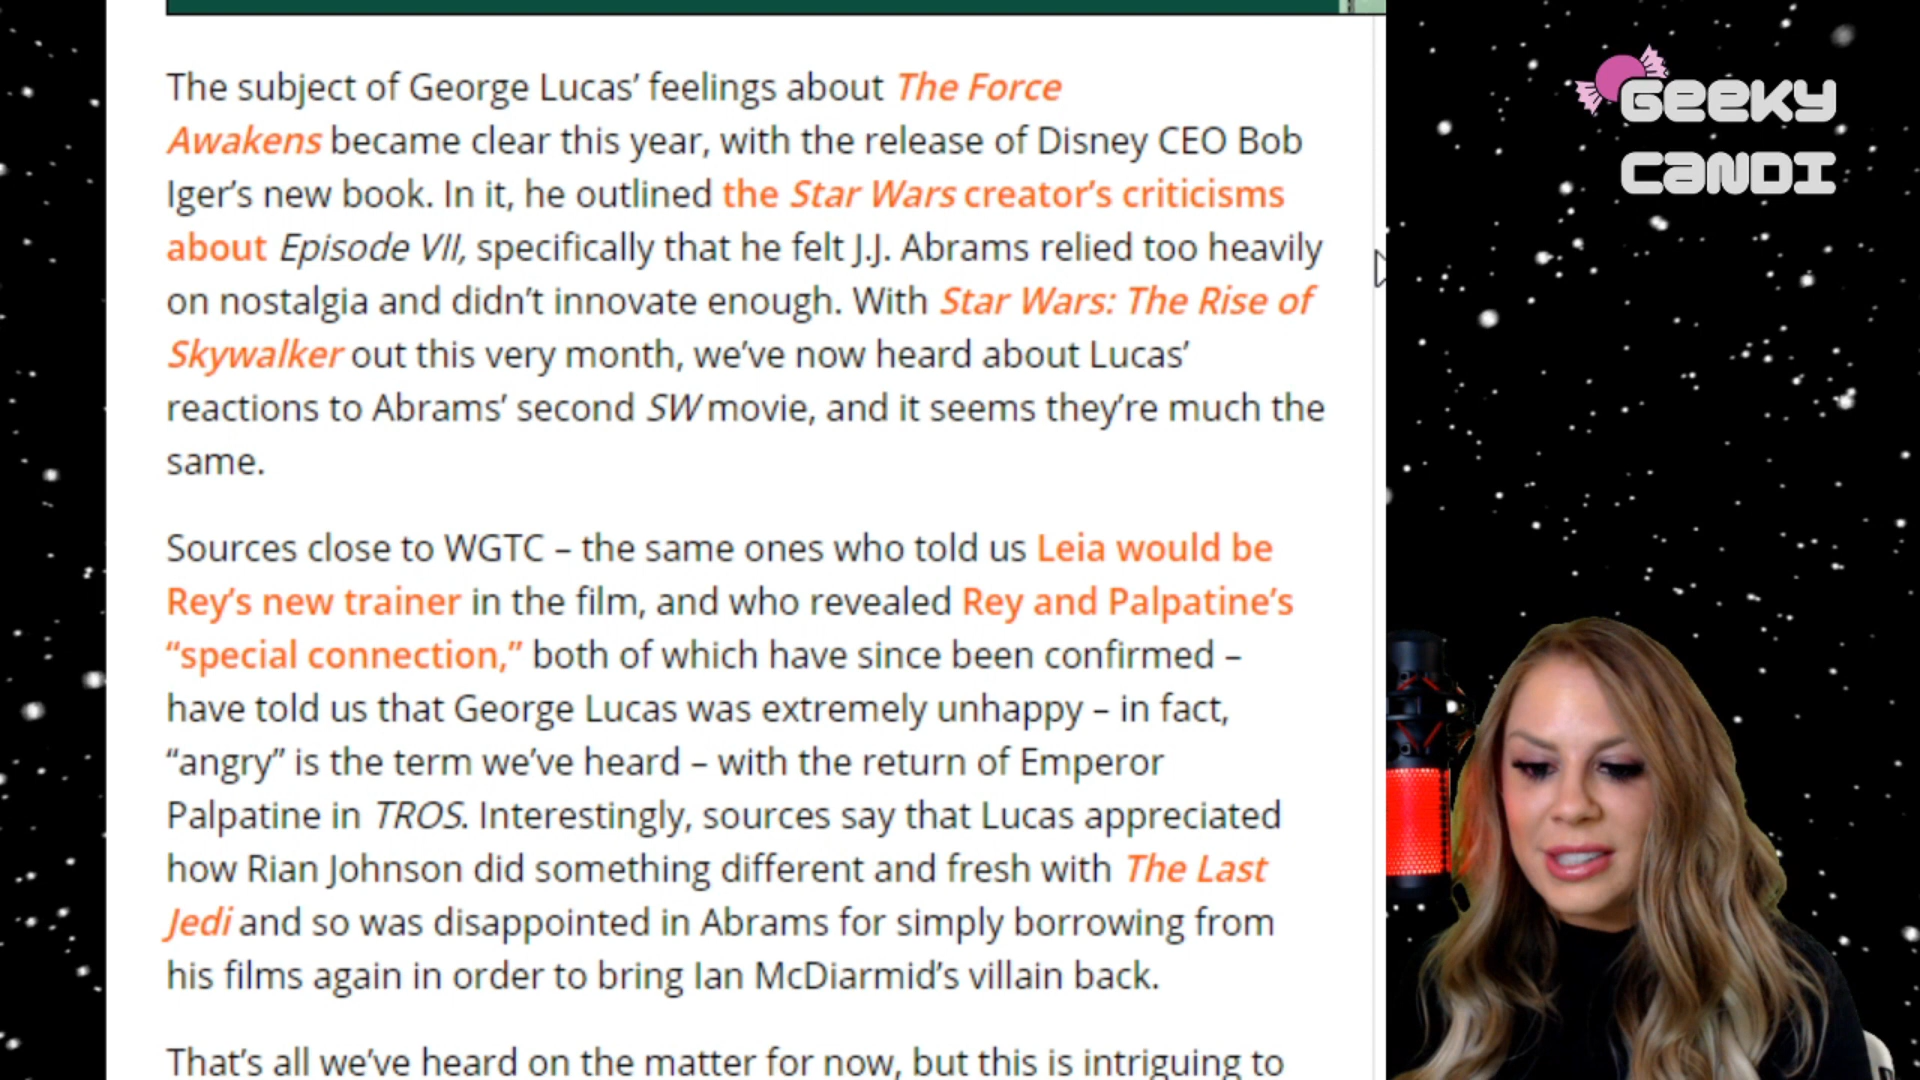 GEEKY
CANDI
The subject of George Lucas’ feelings about The Force
Awakens became clear this year, with the release of Disney CEO Bob
Iger’s new book. In it, he outlined the Star Wars creator’s criticisms
about Episode VII, specifically that he felt J.J. Abrams relied too heavily
on nostalgia and didn’t innovate enough. With Star Wars: The Rise of
Skywalker out this very month, we’ve now heard about Lucas’
reactions to Abrams’ second SW movie, and it seems they’re much the
same.
Sources close to WGTC – the same ones who told us Leia would be
Rey’s new trainer in the film, and who revealed Rey and Palpatine’s
“special connection,” both of which have since been confirmed –
have told us that George Lucas was extremely unhappy – in fact,
“angry” is the term we’ve heard – with the return of Emperor
Palpatine in TROS. Interestingly, sources say that Lucas appreciated
how Rian Johnson did something different and fresh with The Last
Jedi and so was disappointed in Abrams for simply borrowing from
his films again in order to bring Ian McDiarmid’s villain back.
That’s all we’ve heard on the matter for now, but this is intriguing to